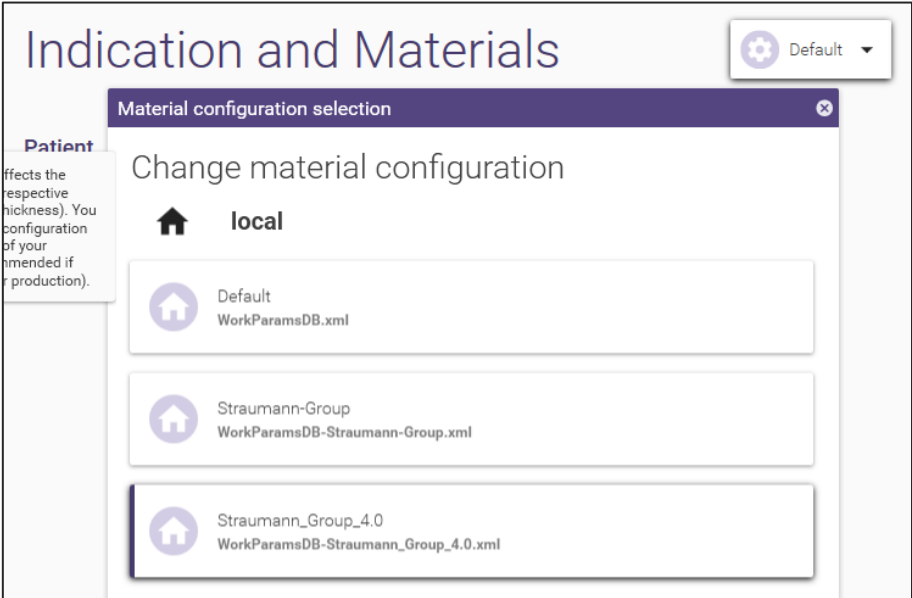 Indication and Materials
Default
Material configuration selection
Patient
ffects the
respective
hickness). You
configuration
of your
nmended if
r production).
Change material configuration
local
Default
WorkParamsDB.xml
Straumann-Group
WorkParamsDB-Straumann-Group.xml
Straumann_Group_4.0
WorkParamsDB-Straumann_Group_4.0.xml